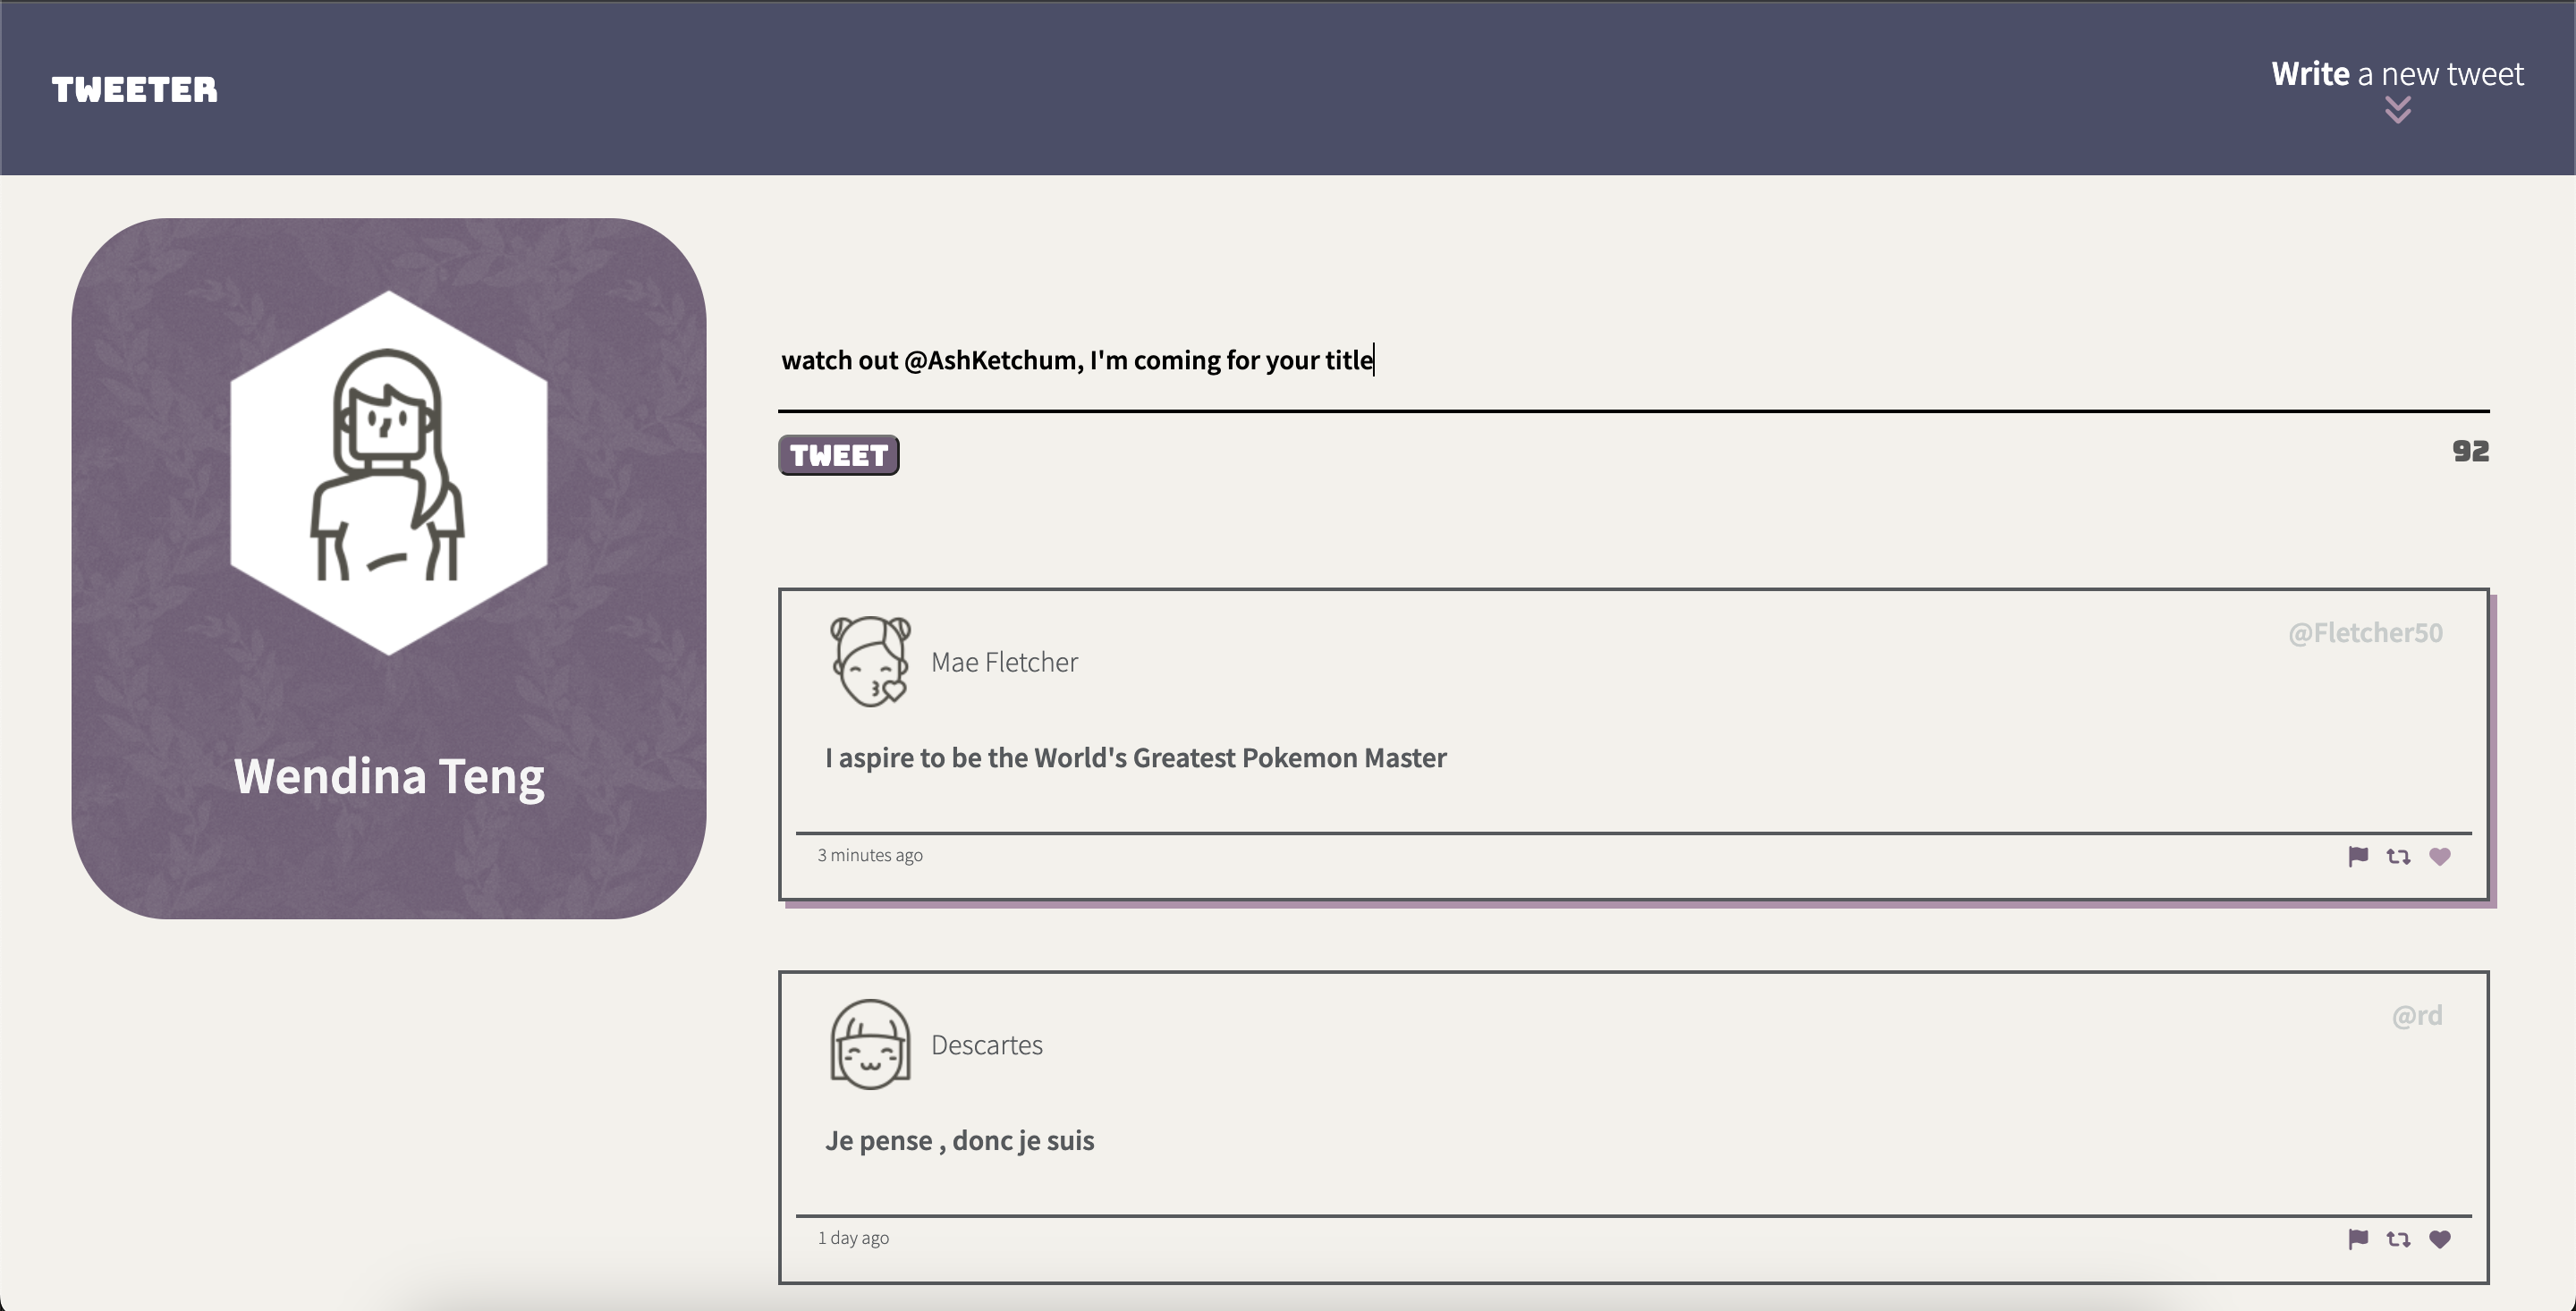 TWEETER
Write a new tweet
Wendina Teng
watch out @AshKetchum, I'm coming for your title
TWEET
92
Mae Fletcher
@Fletcher50
I aspire to be the World's Greatest Pokemon Master
3 minutes ago
Descartes
@rd
Je pense , donc je suis
1 day ago